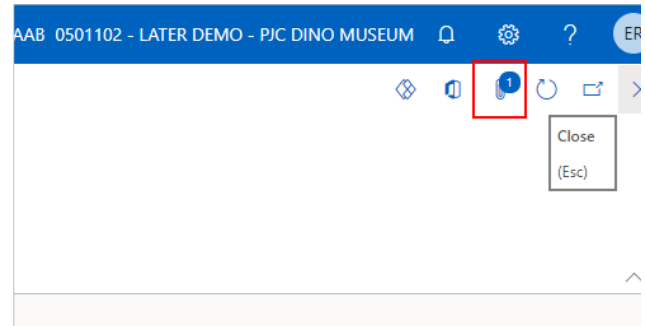 AAB 0501102 - LATER DEMO - PJC DINO MUSEUM ? ER
1
Close
(Esc)